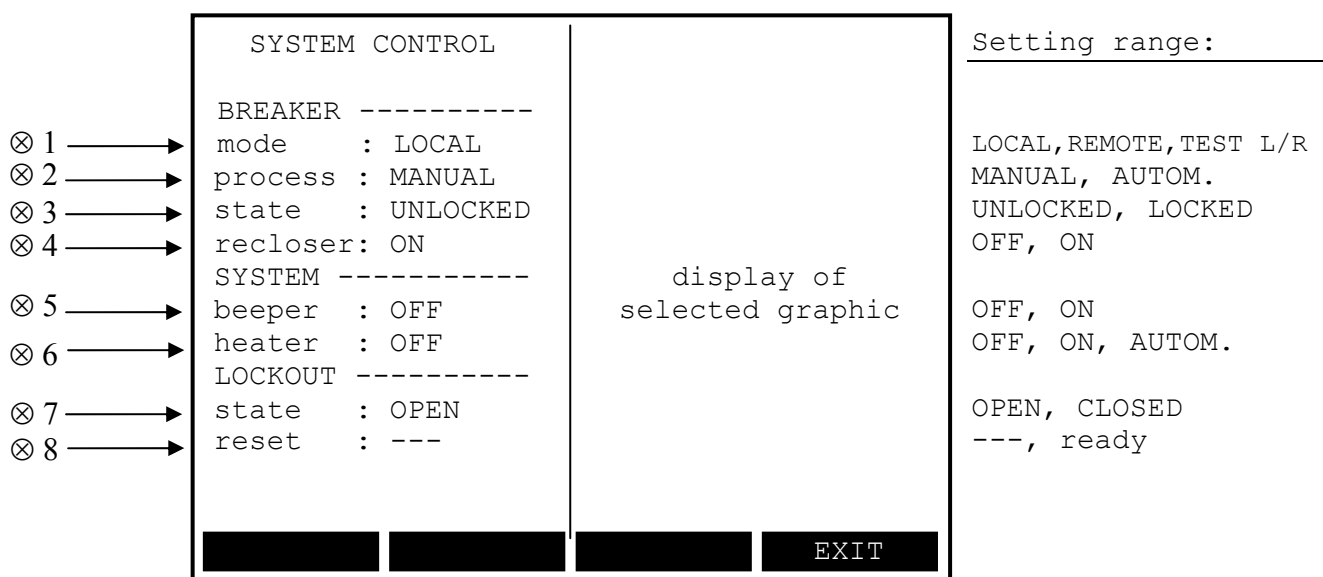 SYSTEM CONTROL
Setting range:
BREAKER ----------
⊗ 1 mode : LOCAL LOCAL,REMOTE,TEST L/R
⊗ 2 process : MANUAL MANUAL, AUTOM.
⊗ 3 state : UNLOCKED UNLOCKED, LOCKED
⊗ 4 recloser: ON OFF, ON
SYSTEM -----------
display of
⊗ 5 beeper : OFF selected graphic OFF, ON
⊗ 6 heater : OFF OFF, ON, AUTOM.
LOCKOUT ----------
⊗ 7 state : OPEN OPEN, CLOSED
⊗ 8 reset : --- ---, ready
EXIT